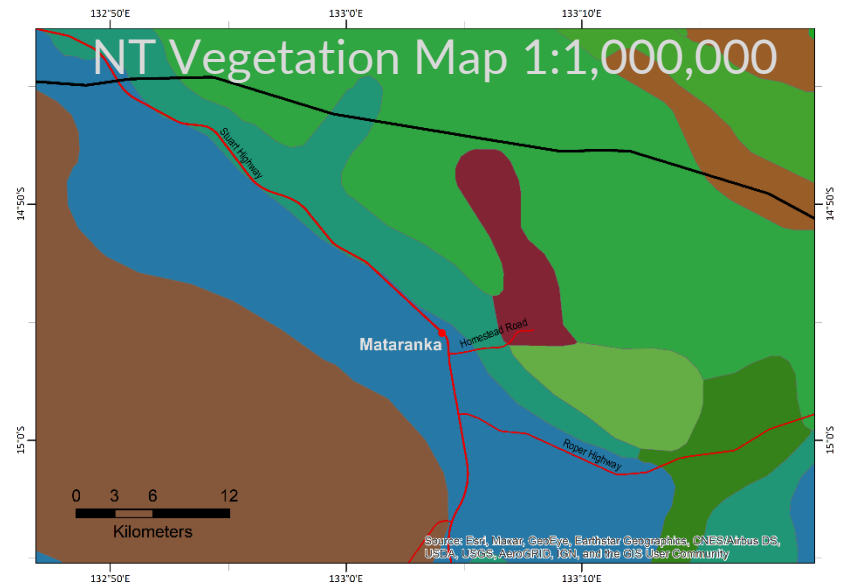 132°50'E 133°0'E 133°10'E
NT Vegetation Map 1:1,000,000
Stuart Highway
14°50'S 14°50'S
Homestead Road
Mataranka
15°0'S 15°0'S
Roper Highway
0 3 6 12
Kilometers
Source: Esri, Maxar, GeoEye, Earthstar Geographics, CNES/Airbus DS,
USDA, USGS, AeroGRID, IGN, and the GIS User Community
132°50'E 133°0'E 133°10'E